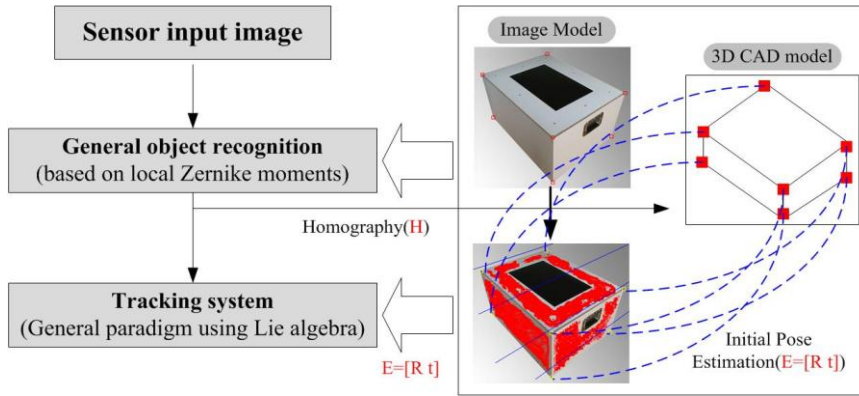 Sensor input image
Image Model
3D CAD model
General object recognition
(based on local Zernike moments)
Homography(H)
Tracking system
(General paradigm using Lie algebra)
E=[R t]
Initial Pose
Estimation(E=[R t])